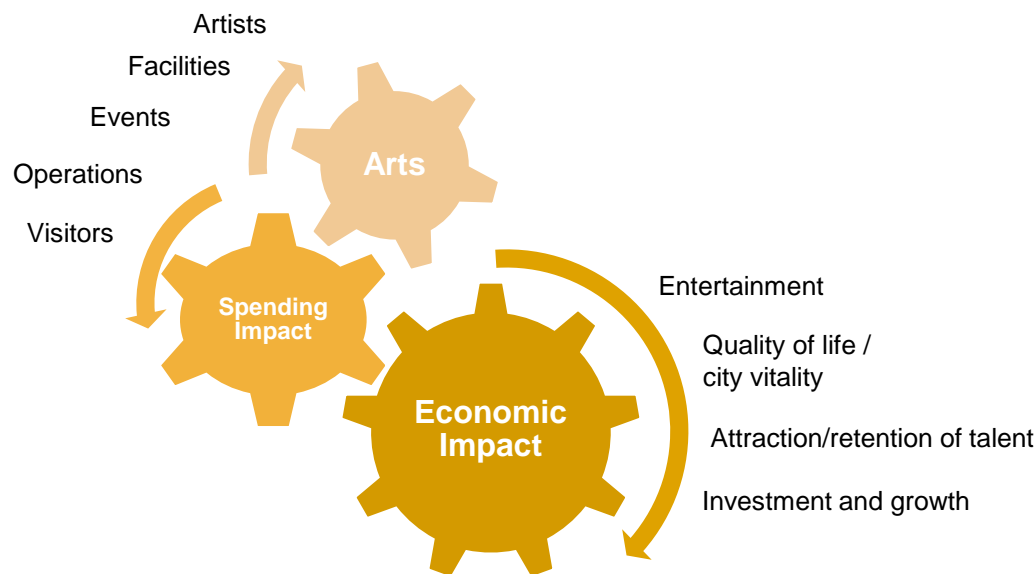 Artists
Facilities
Events
Operations
Visitors
Arts
Spending
Impact
Economic
Impact
Entertainment
Quality of life /
city vitality
Attraction/retention of talent
Investment and growth